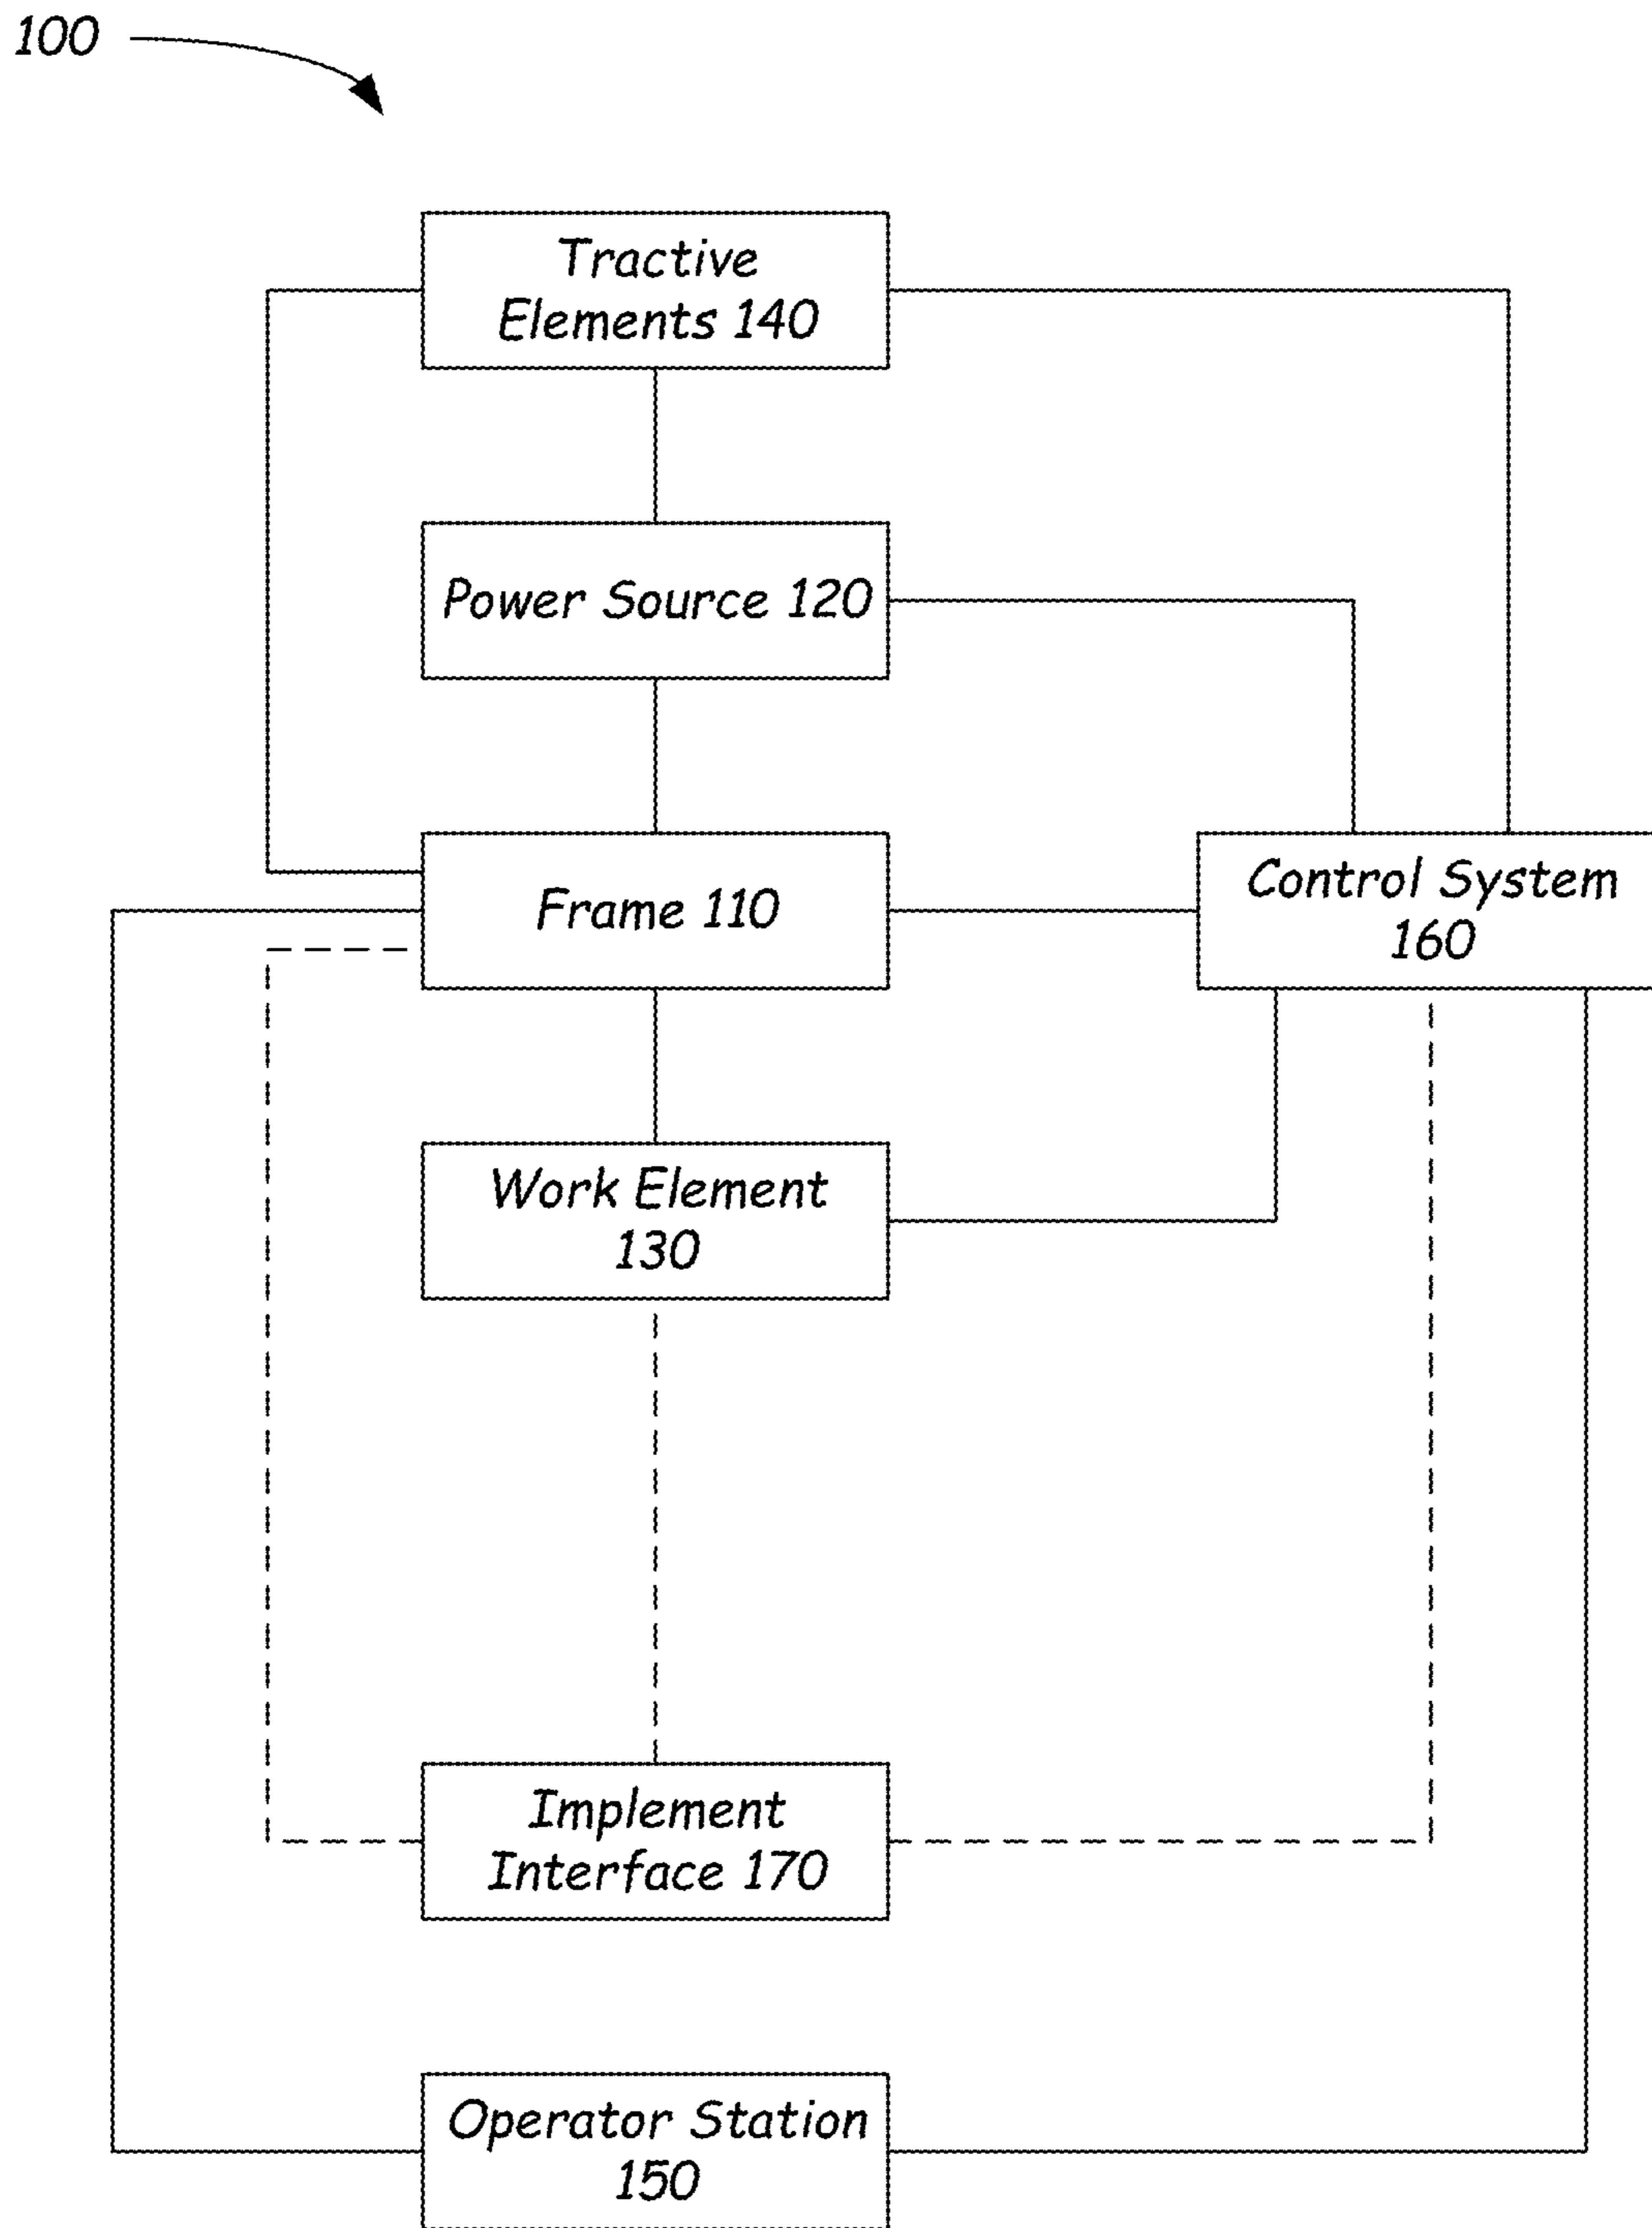 100
Tractive
Elements 140
Power Source 120
Frame 110
Control System
160
Work Element
130
Implement
Interface 170
Operator Station
150